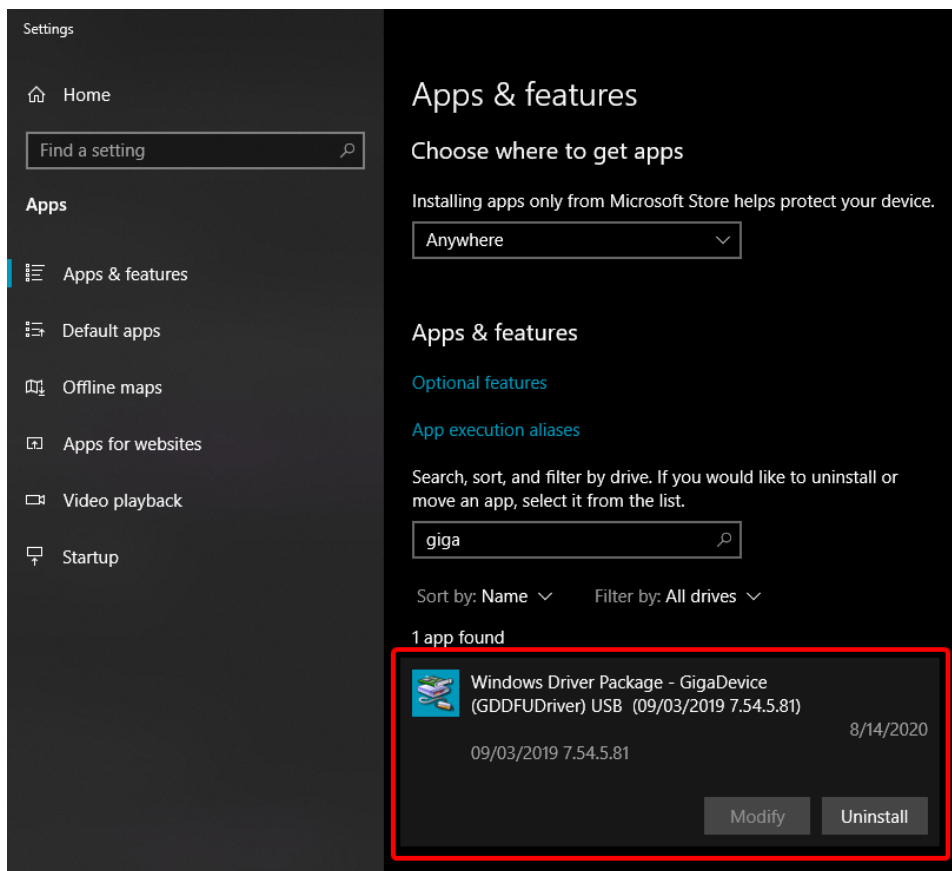 Settings
Home
Find a setting
Apps
Apps & features
Default apps
Offline maps
Apps for websites
Video playback
Startup
Apps & features
Choose where to get apps
Installing apps only from Microsoft Store helps protect your device.
Anywhere
Apps & features
Optional features
App execution aliases
Search, sort, and filter by drive. If you would like to uninstall or
move an app, select it from the list.
giga
Sort by: Name Filter by: All drives
1 app found
Windows Driver Package - GigaDevice
(GDDFUDriver) USB (09/03/2019 7.54.5.81)
8/14/2020
09/03/2019 7.54.5.81
Modify Uninstall